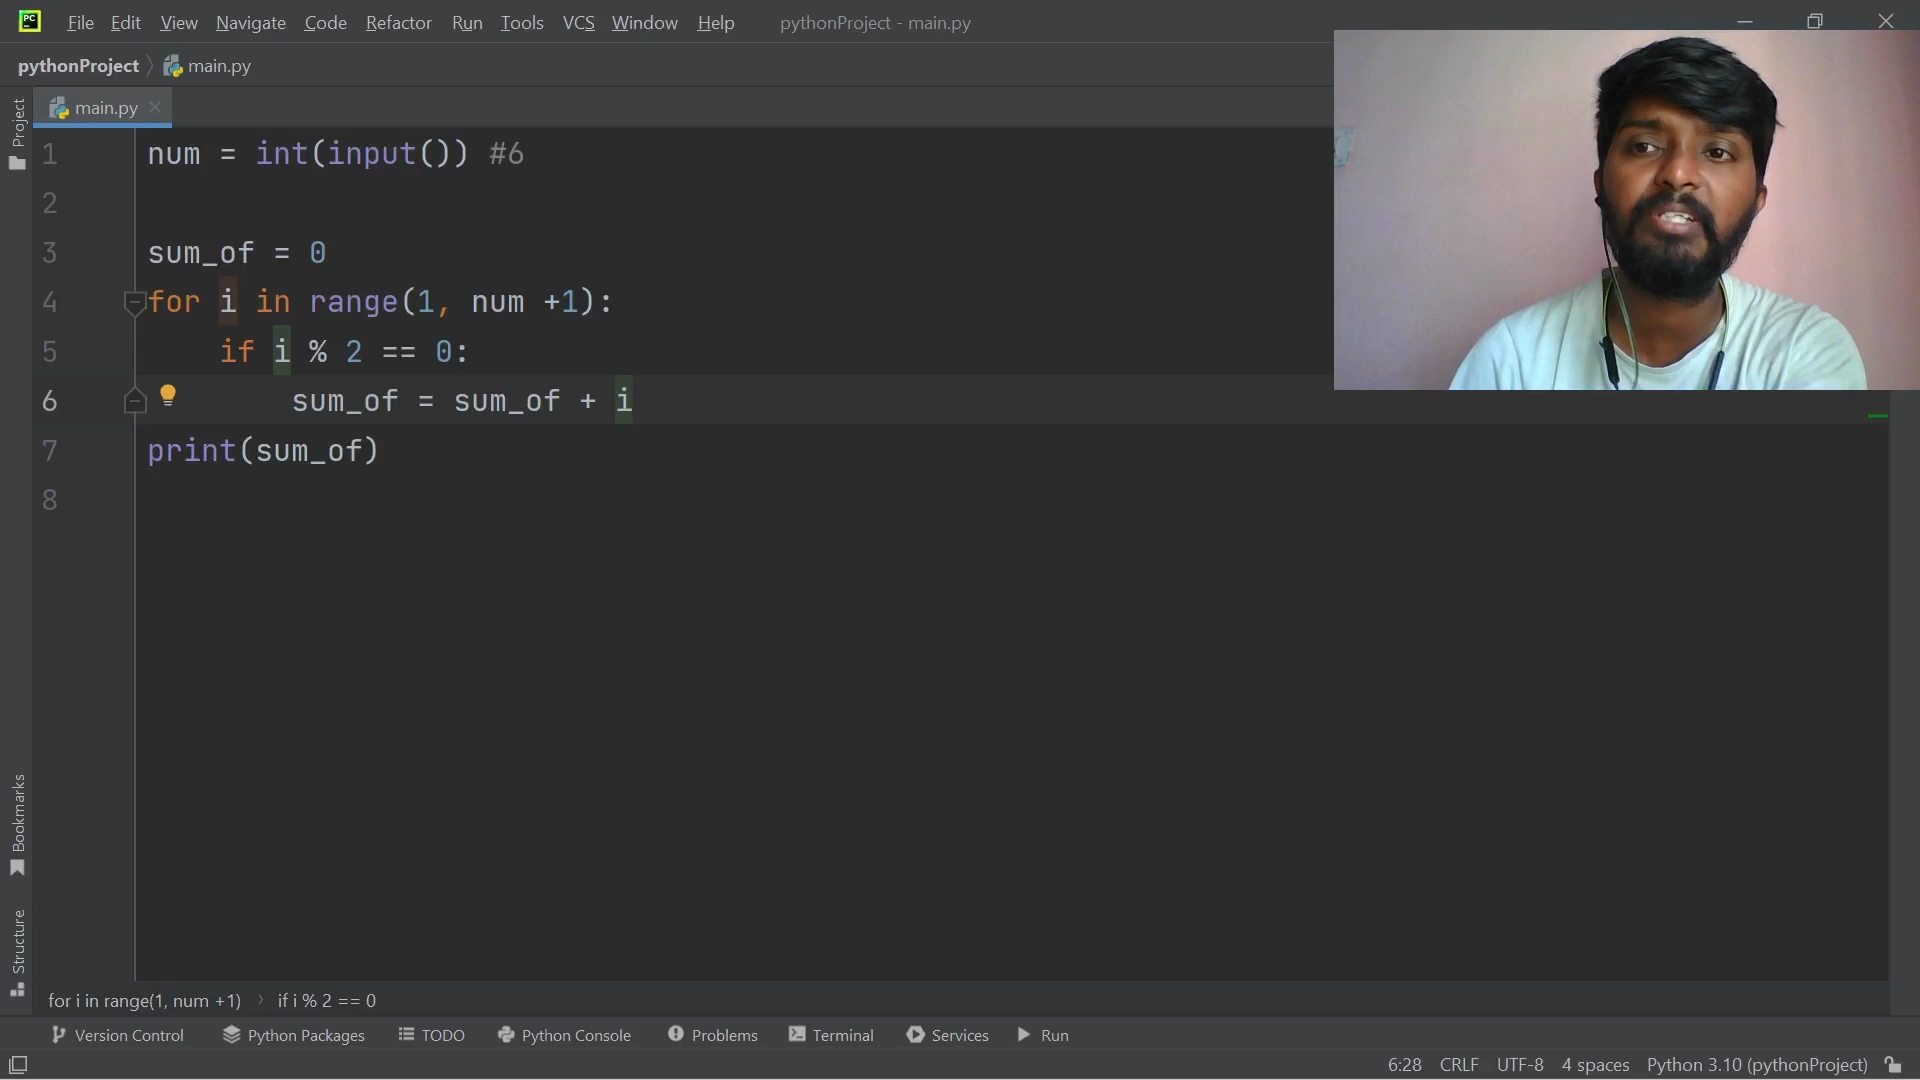 File Edit View Navigate Code Refactor Run Tools VCS Window Help pythonProject - main.py
pythonProject main.py
Project
main.py
1 num = int(input()) #6
2
3 sum_of = 0
4 for i in range(1, num +1):
5 if i % 2 == 0:
6 sum_of = sum_of + i
7 print(sum_of)
8
Bookmarks
Structure
for i in range(1, num +1) › if i % 2 == 0
Version Control Python Packages TODO Python Console Problems Terminal Services Run
6:28 CRLF UTF-8 4 spaces Python 3.10 (pythonProject)